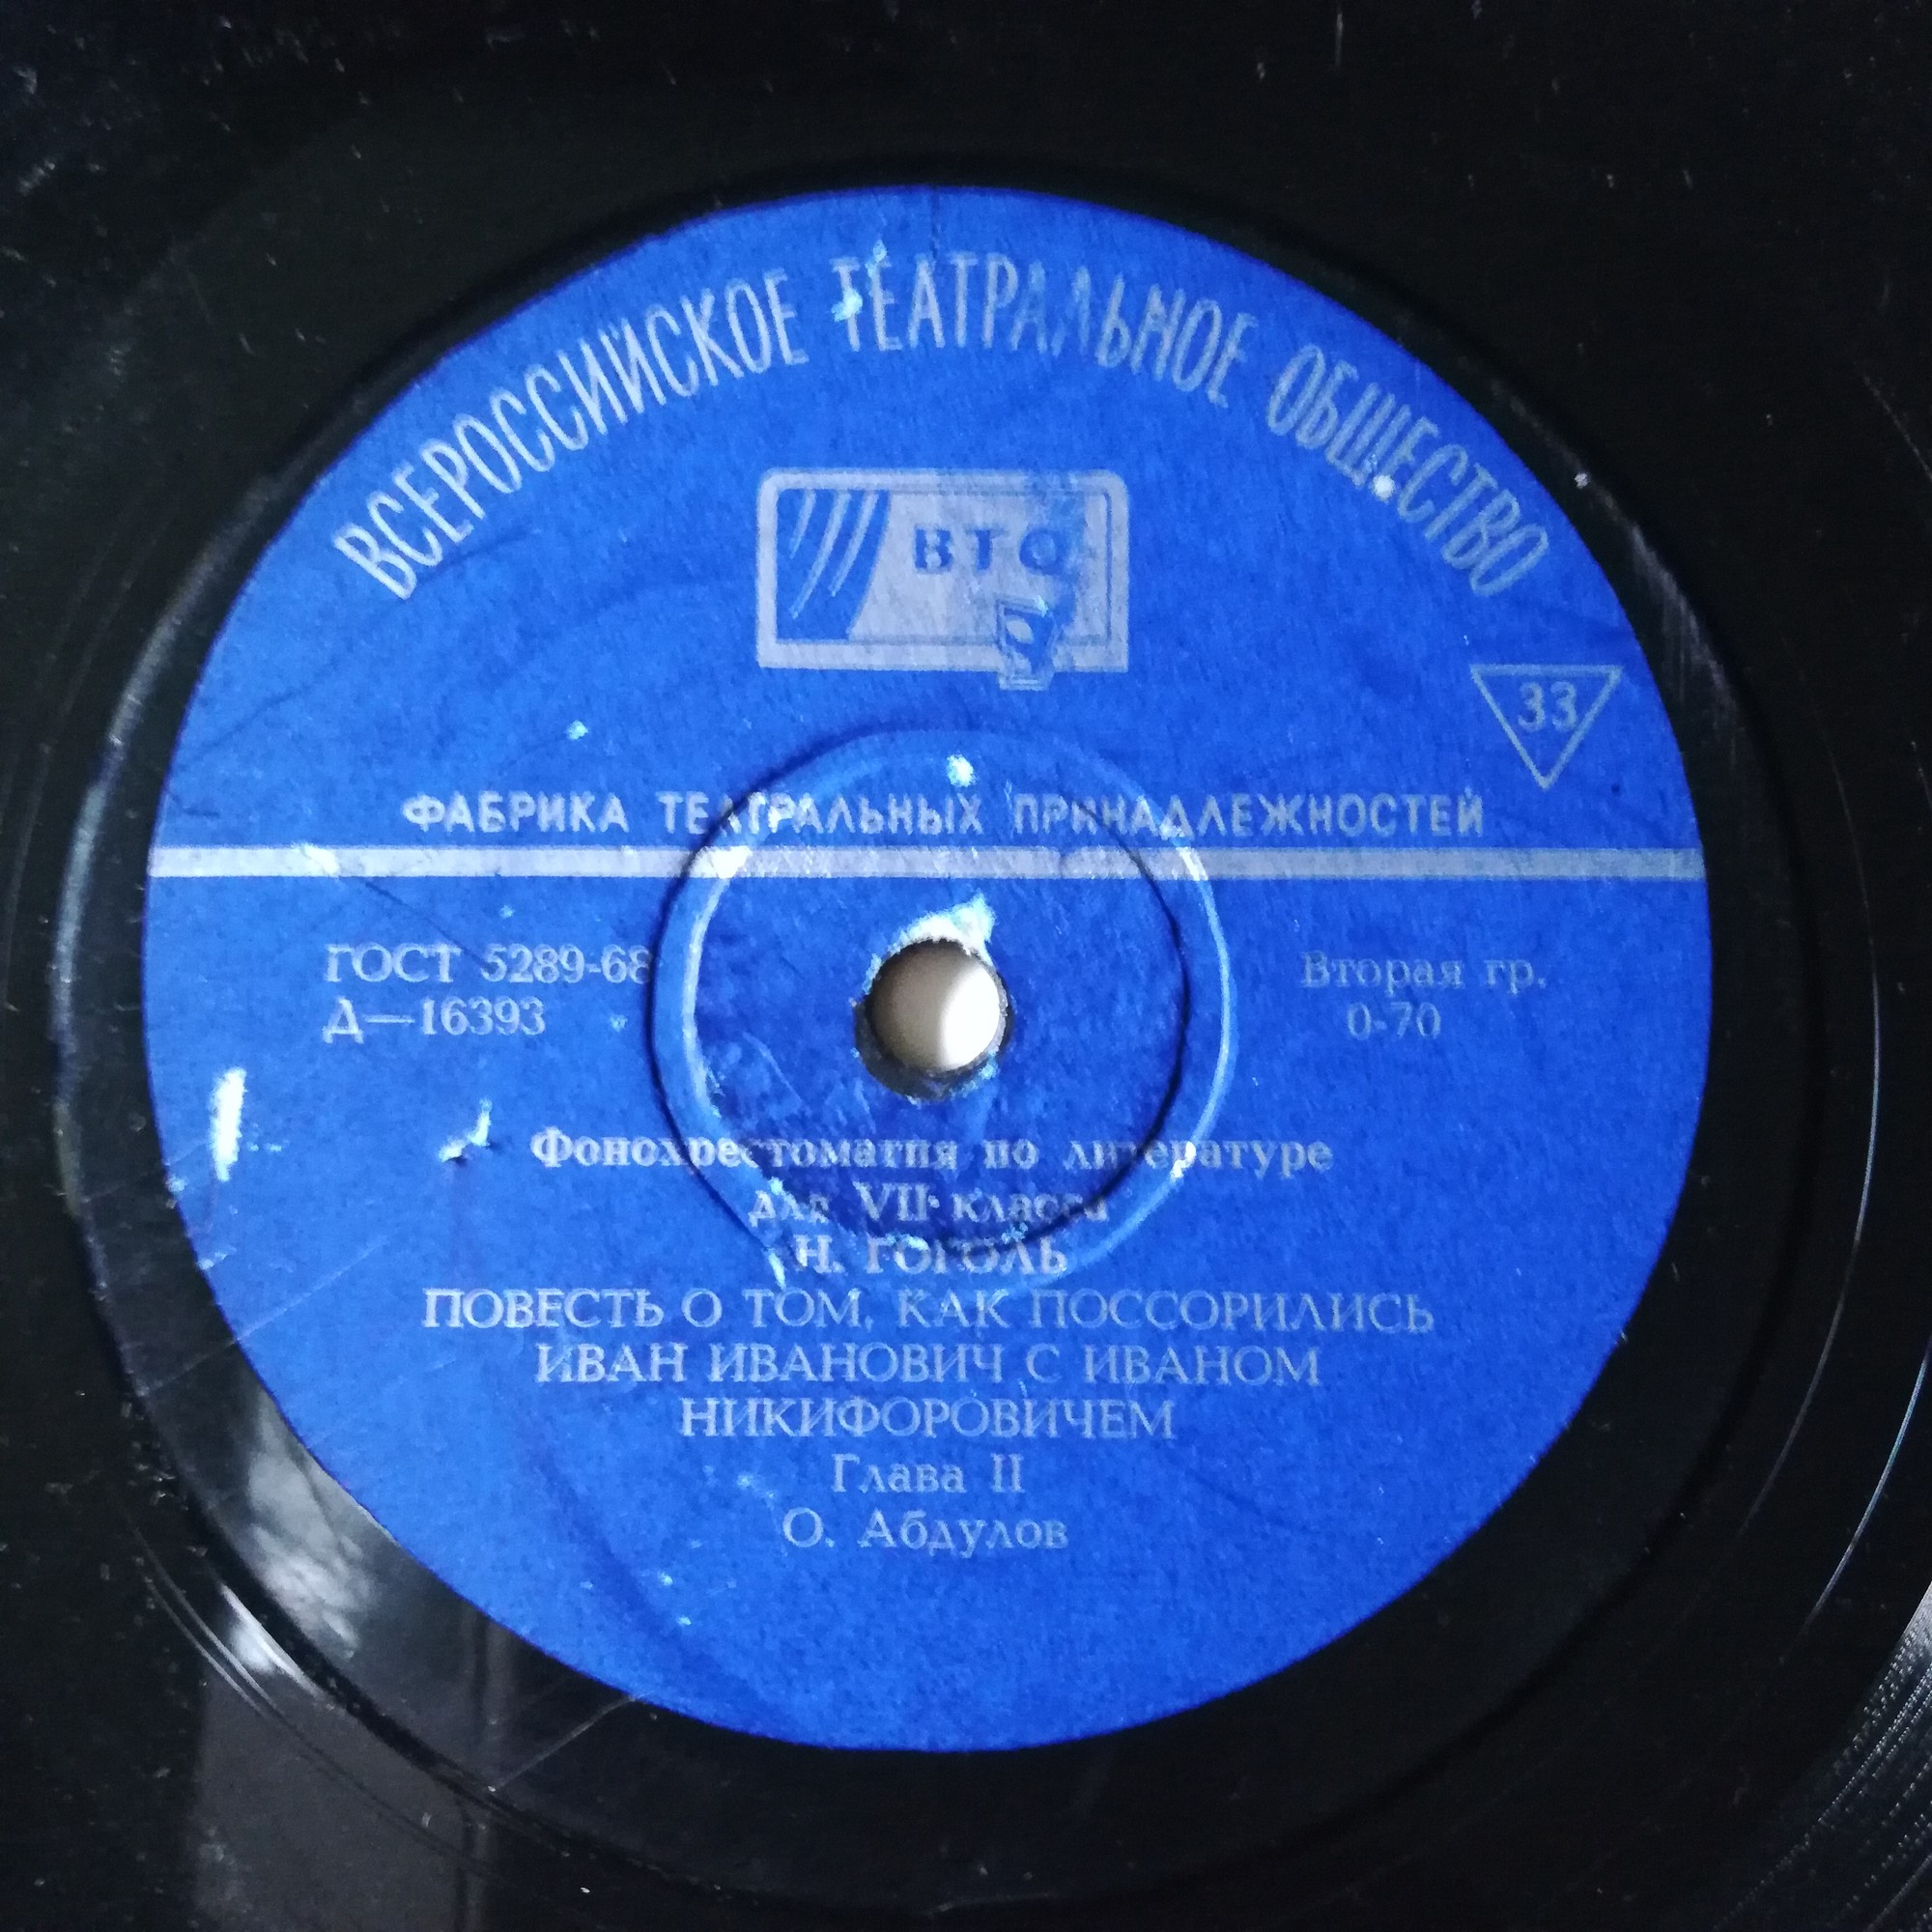 ВСЕРОССИЙСКОЕ ТЕАТРАЛЬНОЕ ОБЩЕСТВО
ВТО
33
ФАБРИКА ТЕАТРАЛЬНЫХ ПРИНАДЛЕЖНОСТЕЙ
ГОСТ 5289-68
Д—16393
Вторая гр.
0-70
Фонохрестоматия по литературе
для VII класса
Н. ГОГОЛЬ
ПОВЕСТЬ О ТОМ, КАК ПОССОРИЛИСЬ
ИВАН ИВАНОВИЧ С ИВАНОМ
НИКИФОРОВИЧЕМ
Глава II
О. Абдулов